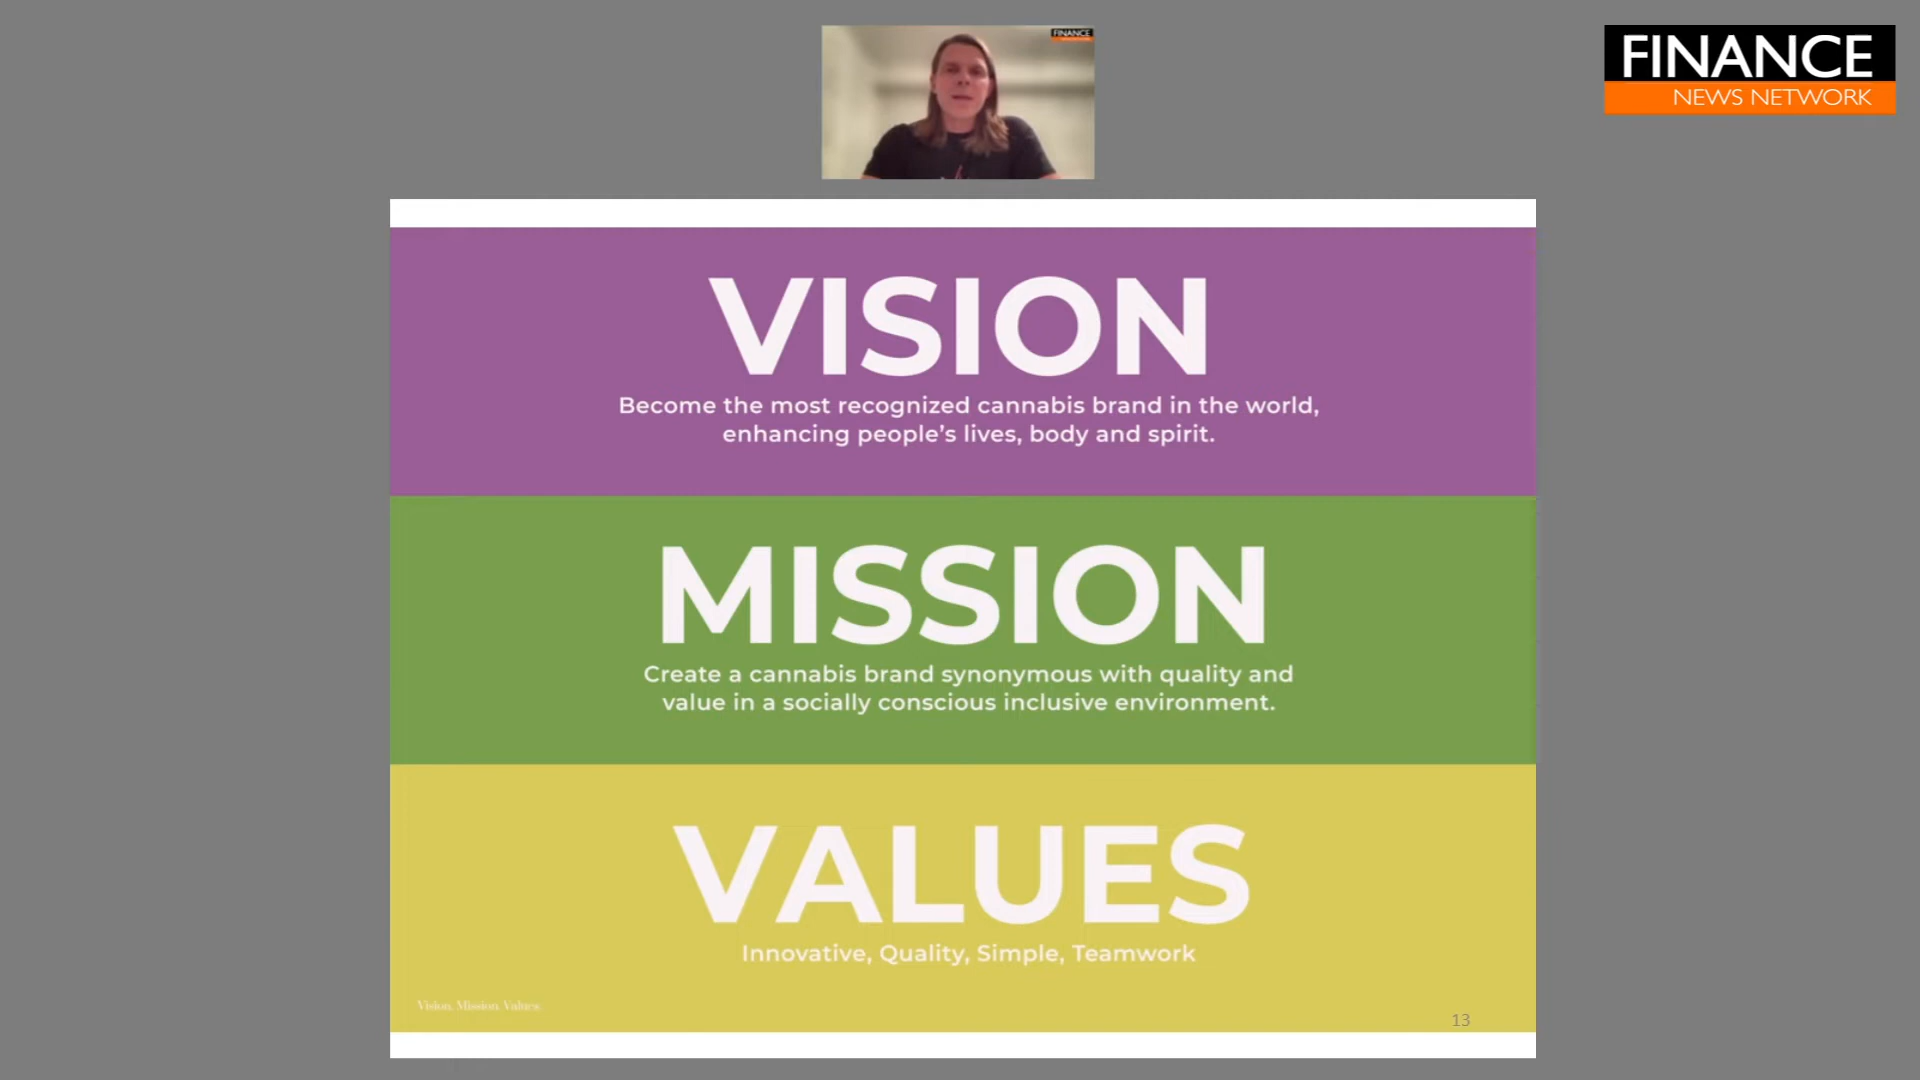 FINANCE
FINANCE
NEWS NETWORK
VISION
Become the most recognized cannabis brand in the world,
enhancing people's lives, body and spirit.
MISSION
Create a cannabis brand synonymous with quality and
value in a socially conscious inclusive environment.
VALUES
Innovative, Quality, Simple, Teamwork
Vision. Mission. Values.
13